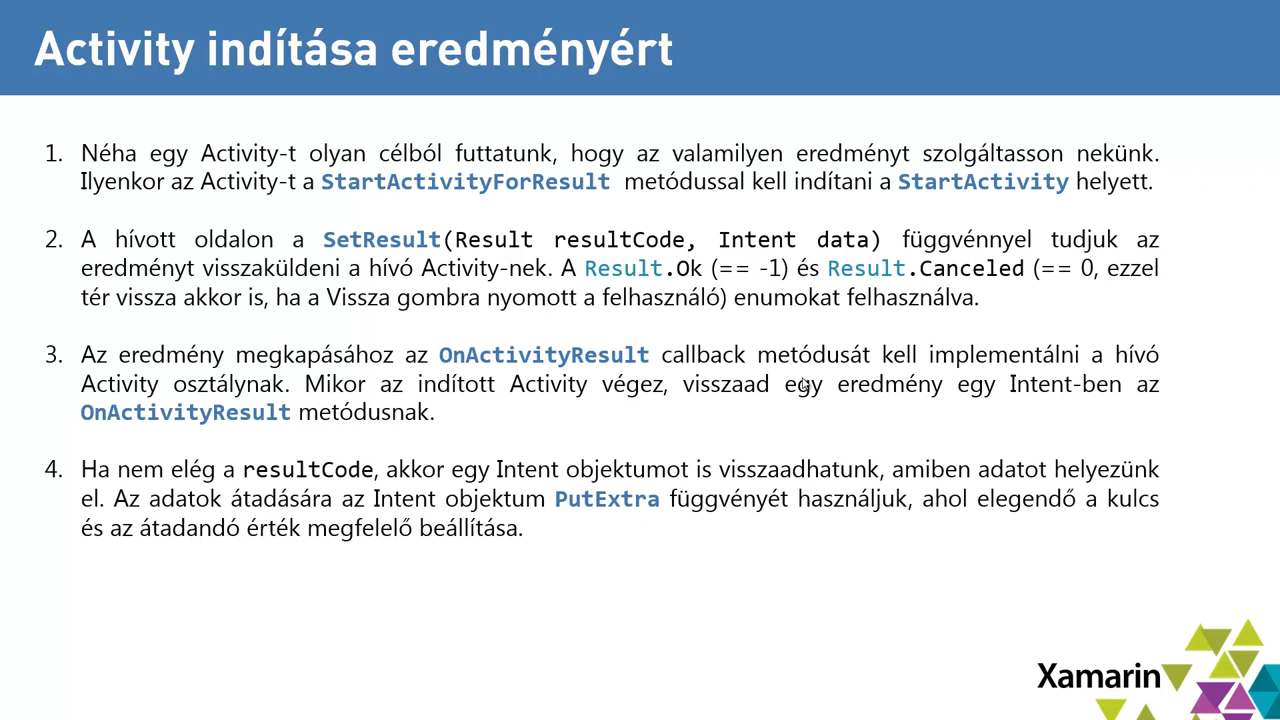 Activity indítása eredményért
1. Néha egy Activity-t olyan célból futtatunk, hogy az valamilyen eredményt szolgáltasson nekünk.
Ilyenkor az Activity-t a StartActivityForResult metódussal kell indítani a StartActivity helyett.
2. A hívott oldalon a SetResult(Result resultCode, Intent data) függvénnyel tudjuk az
eredményt visszaküldeni a hívó Activity-nek. A Result.Ok (== -1) és Result.Canceled (== 0, ezzel
tér vissza akkor is, ha a Vissza gombra nyomott a felhasználó) enumokat felhasználva.
3. Az eredmény megkapásához az OnActivityResult callback metódusát kell implementálni a hívó
Activity osztálynak. Mikor az indított Activity végez, visszaad egy eredmény egy Intent-ben az
OnActivityResult metódusnak.
4. Ha nem elég a resultCode, akkor egy Intent objektumot is visszaadhatunk, amiben adatot helyezünk
el. Az adatok átadására az Intent objektum PutExtra függvényét használjuk, ahol elegendő a kulcs
és az átadandó érték megfelelő beállítása.
Xamarin